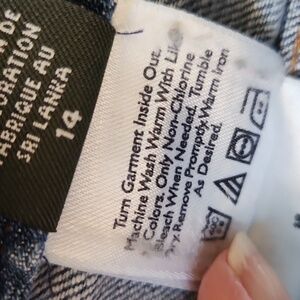 DE
ORATION
FABRIQUE AU
SRI LANKA
14
Turn Garment Inside Out.
Machine Wash Warm With Like
Colors, Only Non-Chlorine
Bleach When Needed, Tumble
Dry, Remove Promptly, Warm Iron
As Desired.